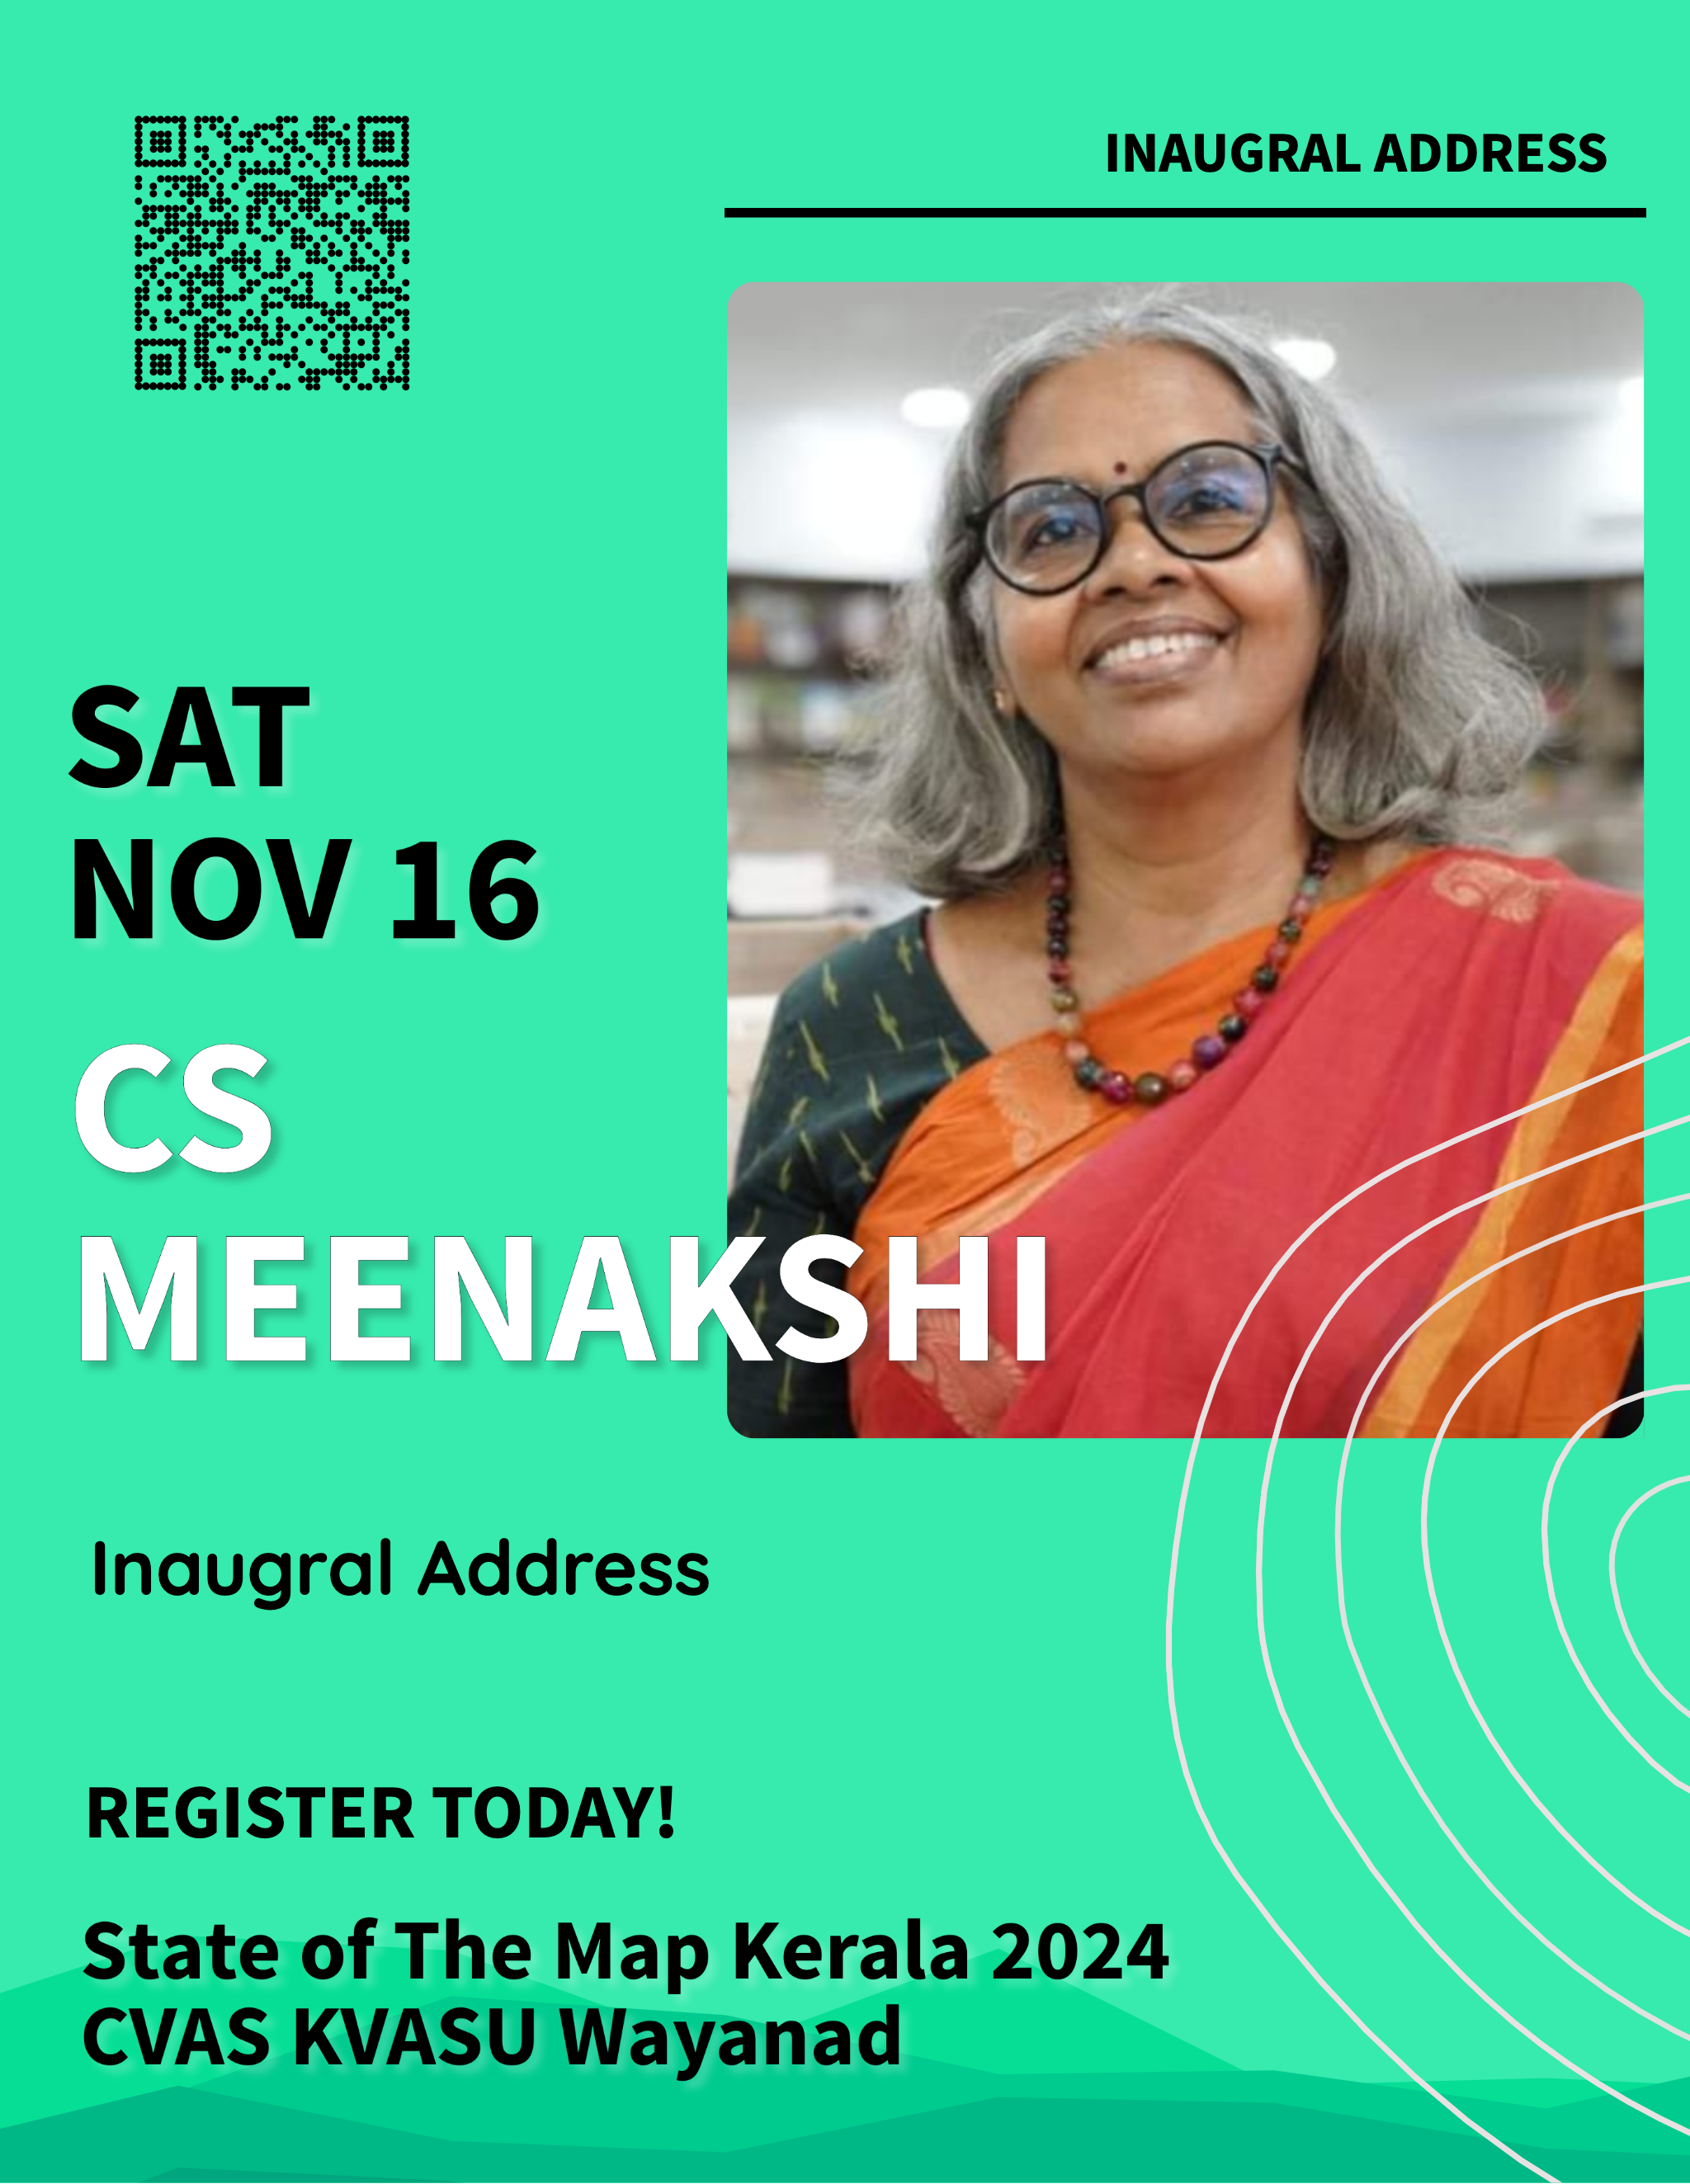 INAUGRAL ADDRESS
SAT
NOV 16
CS
MEENAKSHI
Inaugral Address
REGISTER TODAY!
State of The Map Kerala 2024
CVAS KVASU Wayanad